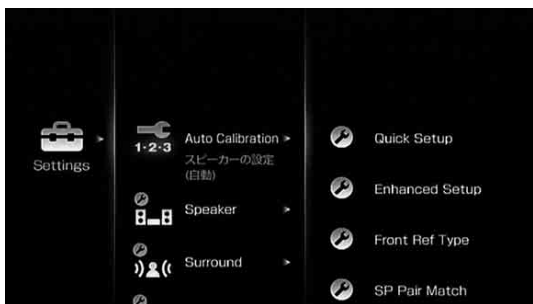 Settings
1・2・3
Auto Calibration
スピーカーの設定
(自動)
Speaker
Surround
Quick Setup
Enhanced Setup
Front Ref Type
SP Pair Match